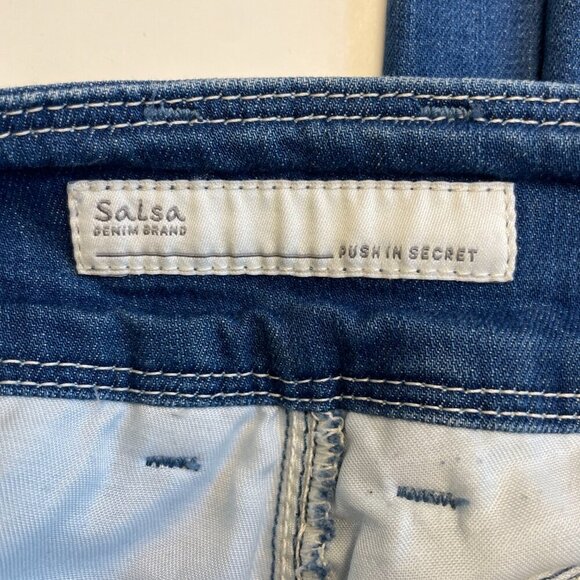 Salsa
DENIM BRAND
PUSH IN SECRET